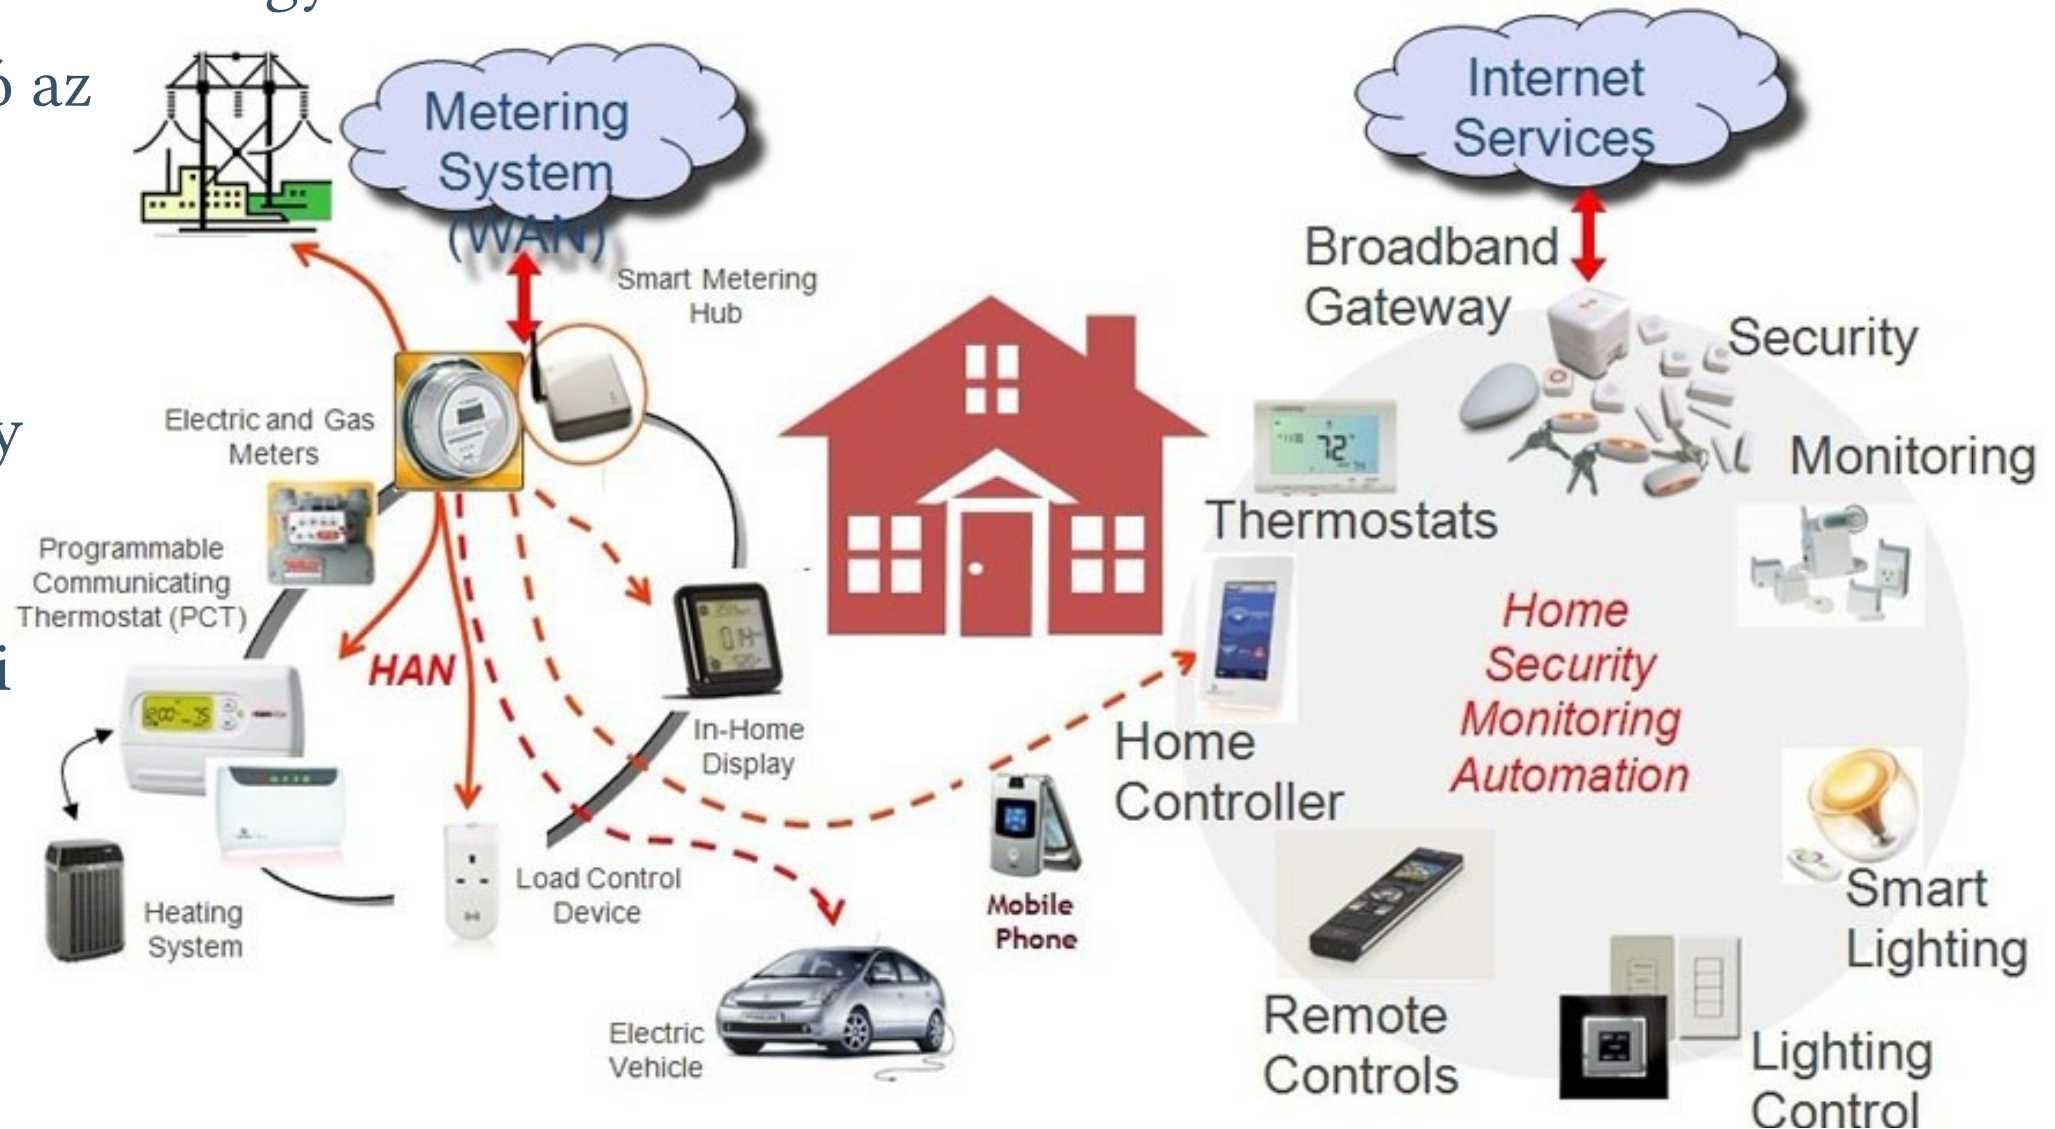 ó az
y
i
Metering
System
(WAN)
Smart Metering
Hub
Electric and Gas
Meters
Programmable
Communicating
Thermostat (PCT)
HAN
In-Home
Display
Load Control
Device
Heating
System
Electric
Vehicle
Mobile
Phone
Internet
Services
Broadband
Gateway
Security
72
Monitoring
Thermostats
Home
Security
Monitoring
Automation
Home
Controller
Smart
Lighting
Remote
Controls
Lighting
Control